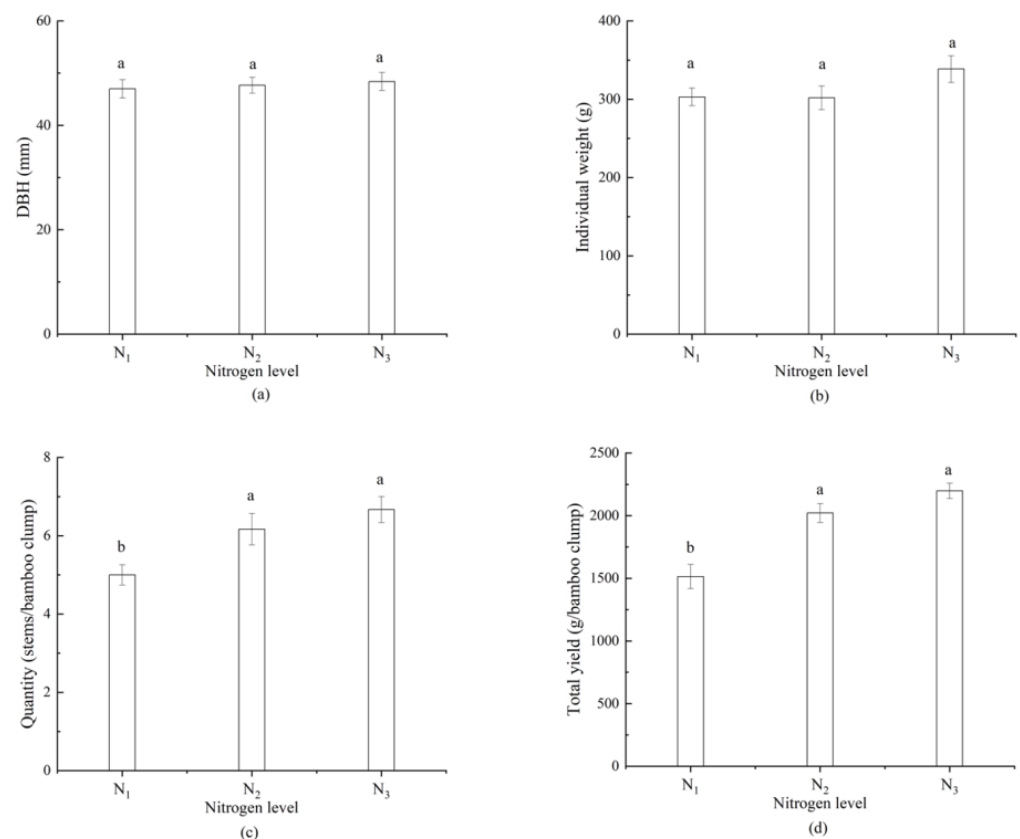 60
40
20
0
DBH (mm)
a
a
a
N₁
N₂
N₃
Nitrogen level
(a)
400
300
200
100
0
Individual weight (g)
a
a
a
N₁
N₂
N₃
Nitrogen level
(b)
8
6
4
2
0
Quantity (stems/bamboo clump)
b
a
a
N₁
N₂
N₃
Nitrogen level
(c)
2500
2000
1500
1000
500
0
Total yield (g/bamboo clump)
b
a
a
N₁
N₂
N₃
Nitrogen level
(d)